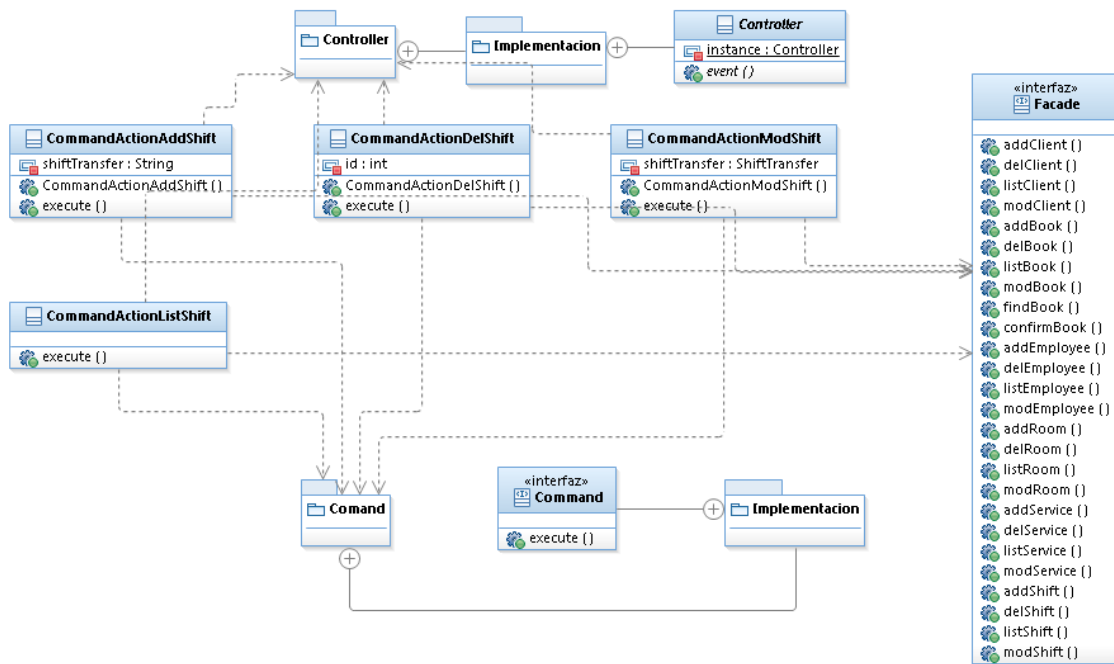 Controller
Implementacion
Controller
instance : Controller
event ( )
«interfaz»
Facade
addClient ( )
delClient ( )
listClient ( )
modClient ( )
addBook ( )
delBook ( )
listBook ( )
modBook ( )
findBook ( )
confirmBook ( )
addEmployee ( )
delEmployee ( )
listEmployee ( )
modEmployee ( )
addRoom ( )
delRoom ( )
listRoom ( )
modRoom ( )
addService ( )
delService ( )
listService ( )
modService ( )
addShift ( )
delShift ( )
listShift ( )
modShift ( )
CommandActionAddShift
shiftTransfer : String
CommandActionAddShift ( )
execute ( )
CommandActionDelShift
id : int
CommandActionDelShift ( )
execute ( )
CommandActionModShift
shiftTransfer : ShiftTransfer
CommandActionModShift ( )
execute ( )
CommandActionListShift
execute ( )
Comand
«interfaz»
Command
execute ( )
Implementacion